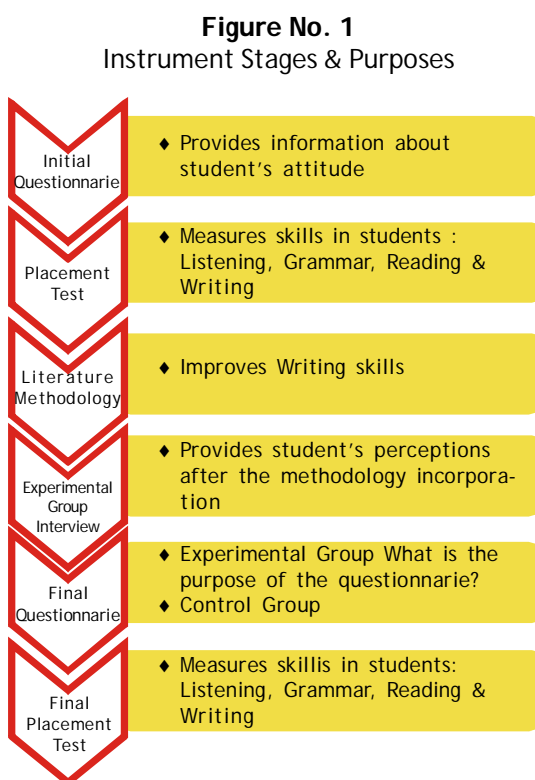 Figure No. 1
Instrument Stages & Purposes
Initial
Questionnarie
♦ Provides information about
student's attitude
Placement
Test
♦ Measures skills in students :
Listening, Grammar, Reading &
Writing
Literature
Methodology
♦ Improves Writing skills
Experimental
Group
Interview
♦ Provides student's perceptions
after the methodology incorpora-
tion
Final
Questionnarie
♦ Experimental Group What is the
purpose of the questionnarie?
♦ Control Group
Final
Placement
Test
♦ Measures skillis in students:
Listening, Grammar, Reading &
Writing